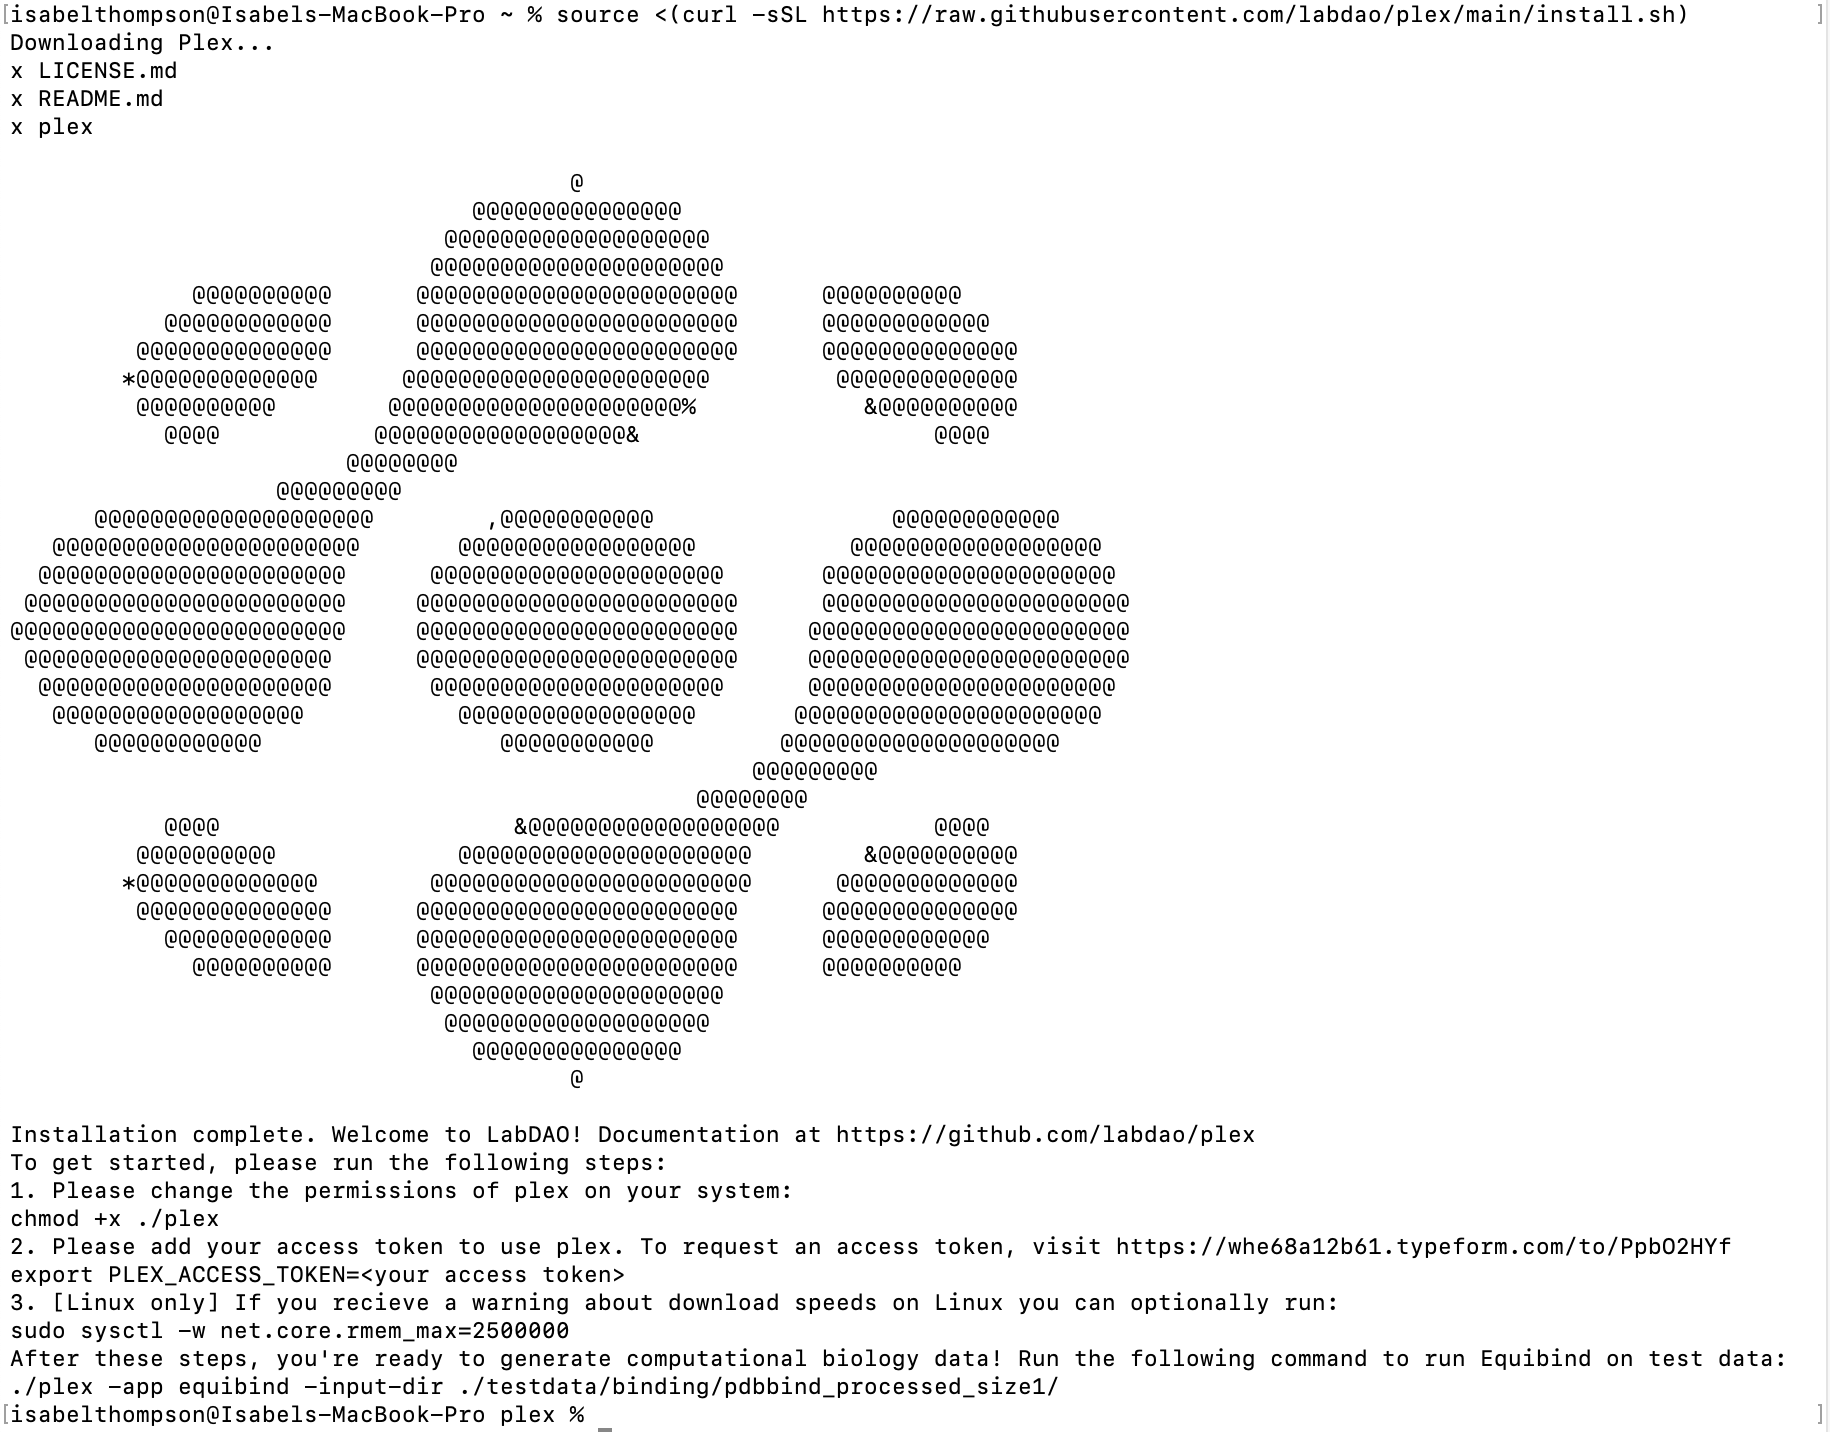 isabelthompson@Isabels-MacBook-Pro ~ % source <(curl -sSL https://raw.githubusercontent.com/labdao/plex/main/install.sh)
Downloading Plex...
x LICENSE.md
x README.md
x plex
Installation complete. Welcome to LabDAO! Documentation at https://github.com/labdao/plex
To get started, please run the following steps:
1. Please change the permissions of plex on your system:
chmod +x ./plex
2. Please add your access token to use plex. To request an access token, visit https://whe68a12b61.typeform.com/to/PpbO2HYf
export PLEX_ACCESS_TOKEN=<your access token>
3. [Linux only] If you recieve a warning about download speeds on Linux you can optionally run:
sudo sysctl -w net.core.rmem_max=2500000
After these steps, you're ready to generate computational biology data! Run the following command to run Equibind on test data:
./plex -app equibind -input-dir ./testdata/binding/pdbbind_processed_size1/
isabelthompson@Isabels-MacBook-Pro plex %